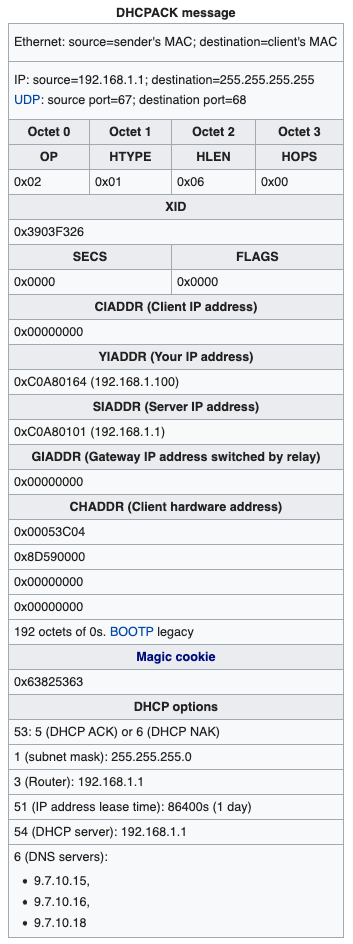 DHCPACK message
Ethernet: source=sender's MAC; destination=client's MAC
IP: source=192.168.1.1; destination=255.255.255.255
UDP: source port=67; destination port=68
Octet 0 Octet 1 Octet 2 Octet 3
OP HTYPE HLEN HOPS
0x02 0x01 0x06 0x00
XID
0x3903F326
SECS FLAGS
0x0000 0x0000
CIADDR (Client IP address)
0x00000000
YIADDR (Your IP address)
0xC0A80164 (192.168.1.100)
SIADDR (Server IP address)
0xC0A80101 (192.168.1.1)
GIADDR (Gateway IP address switched by relay)
0x00000000
CHADDR (Client hardware address)
0x00053C04
0x8D590000
0x00000000
0x00000000
192 octets of 0s. BOOTP legacy
Magic cookie
0x63825363
DHCP options
53: 5 (DHCP ACK) or 6 (DHCP NAK)
1 (subnet mask): 255.255.255.0
3 (Router): 192.168.1.1
51 (IP address lease time): 86400s (1 day)
54 (DHCP server): 192.168.1.1
6 (DNS servers):
• 9.7.10.15,
• 9.7.10.16,
• 9.7.10.18